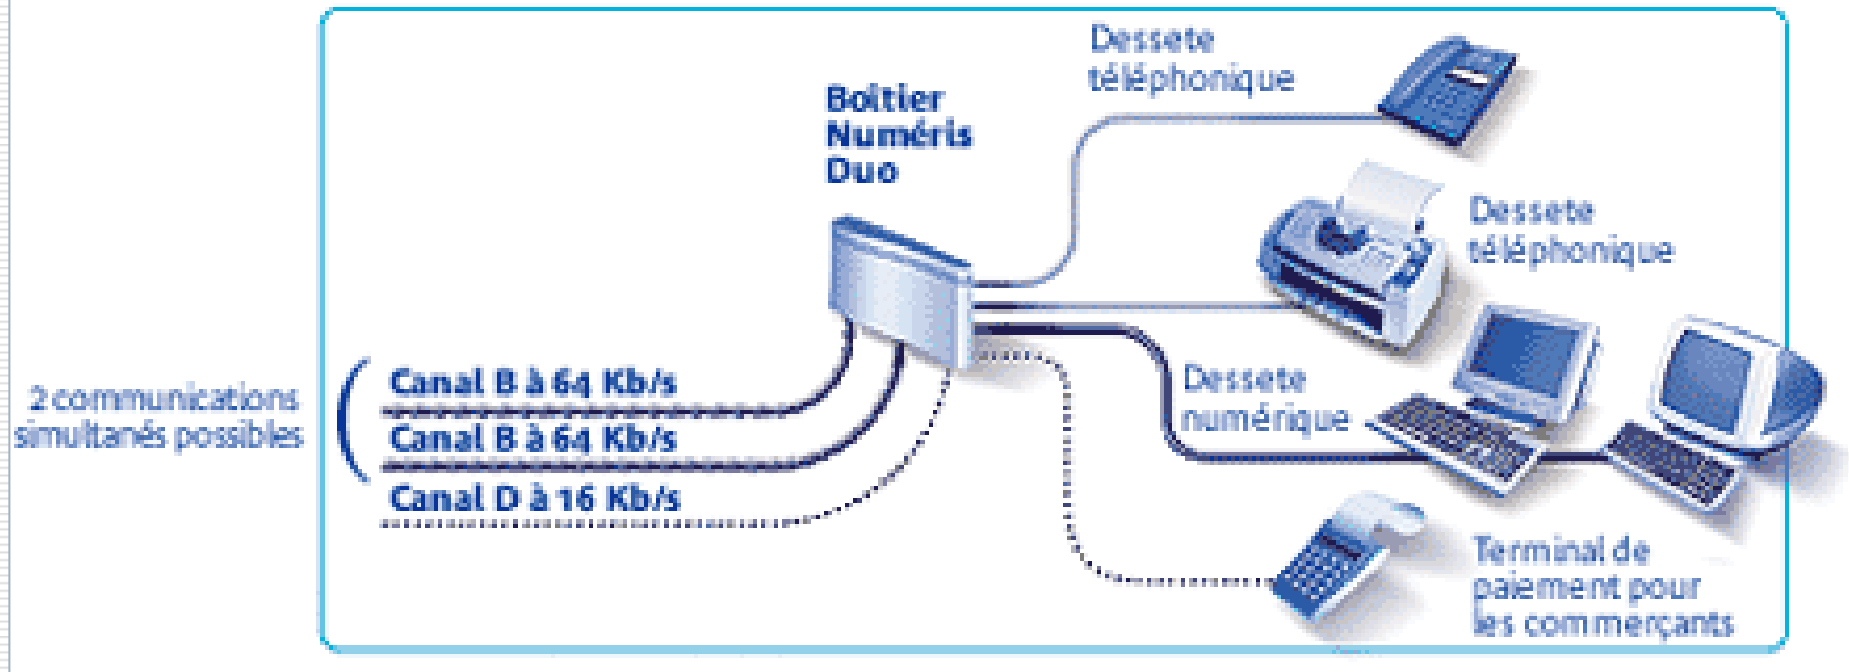 Dessete
téléphonique
Boîtier
Numéris
Duo
Dessete
téléphonique
2 communications
simultanés possibles
Canal B à 64 Kb/s
Canal B à 64 Kb/s
Canal D à 16 Kb/s
Dessete
numérique
Terminal de
paiement pour
les commerçants